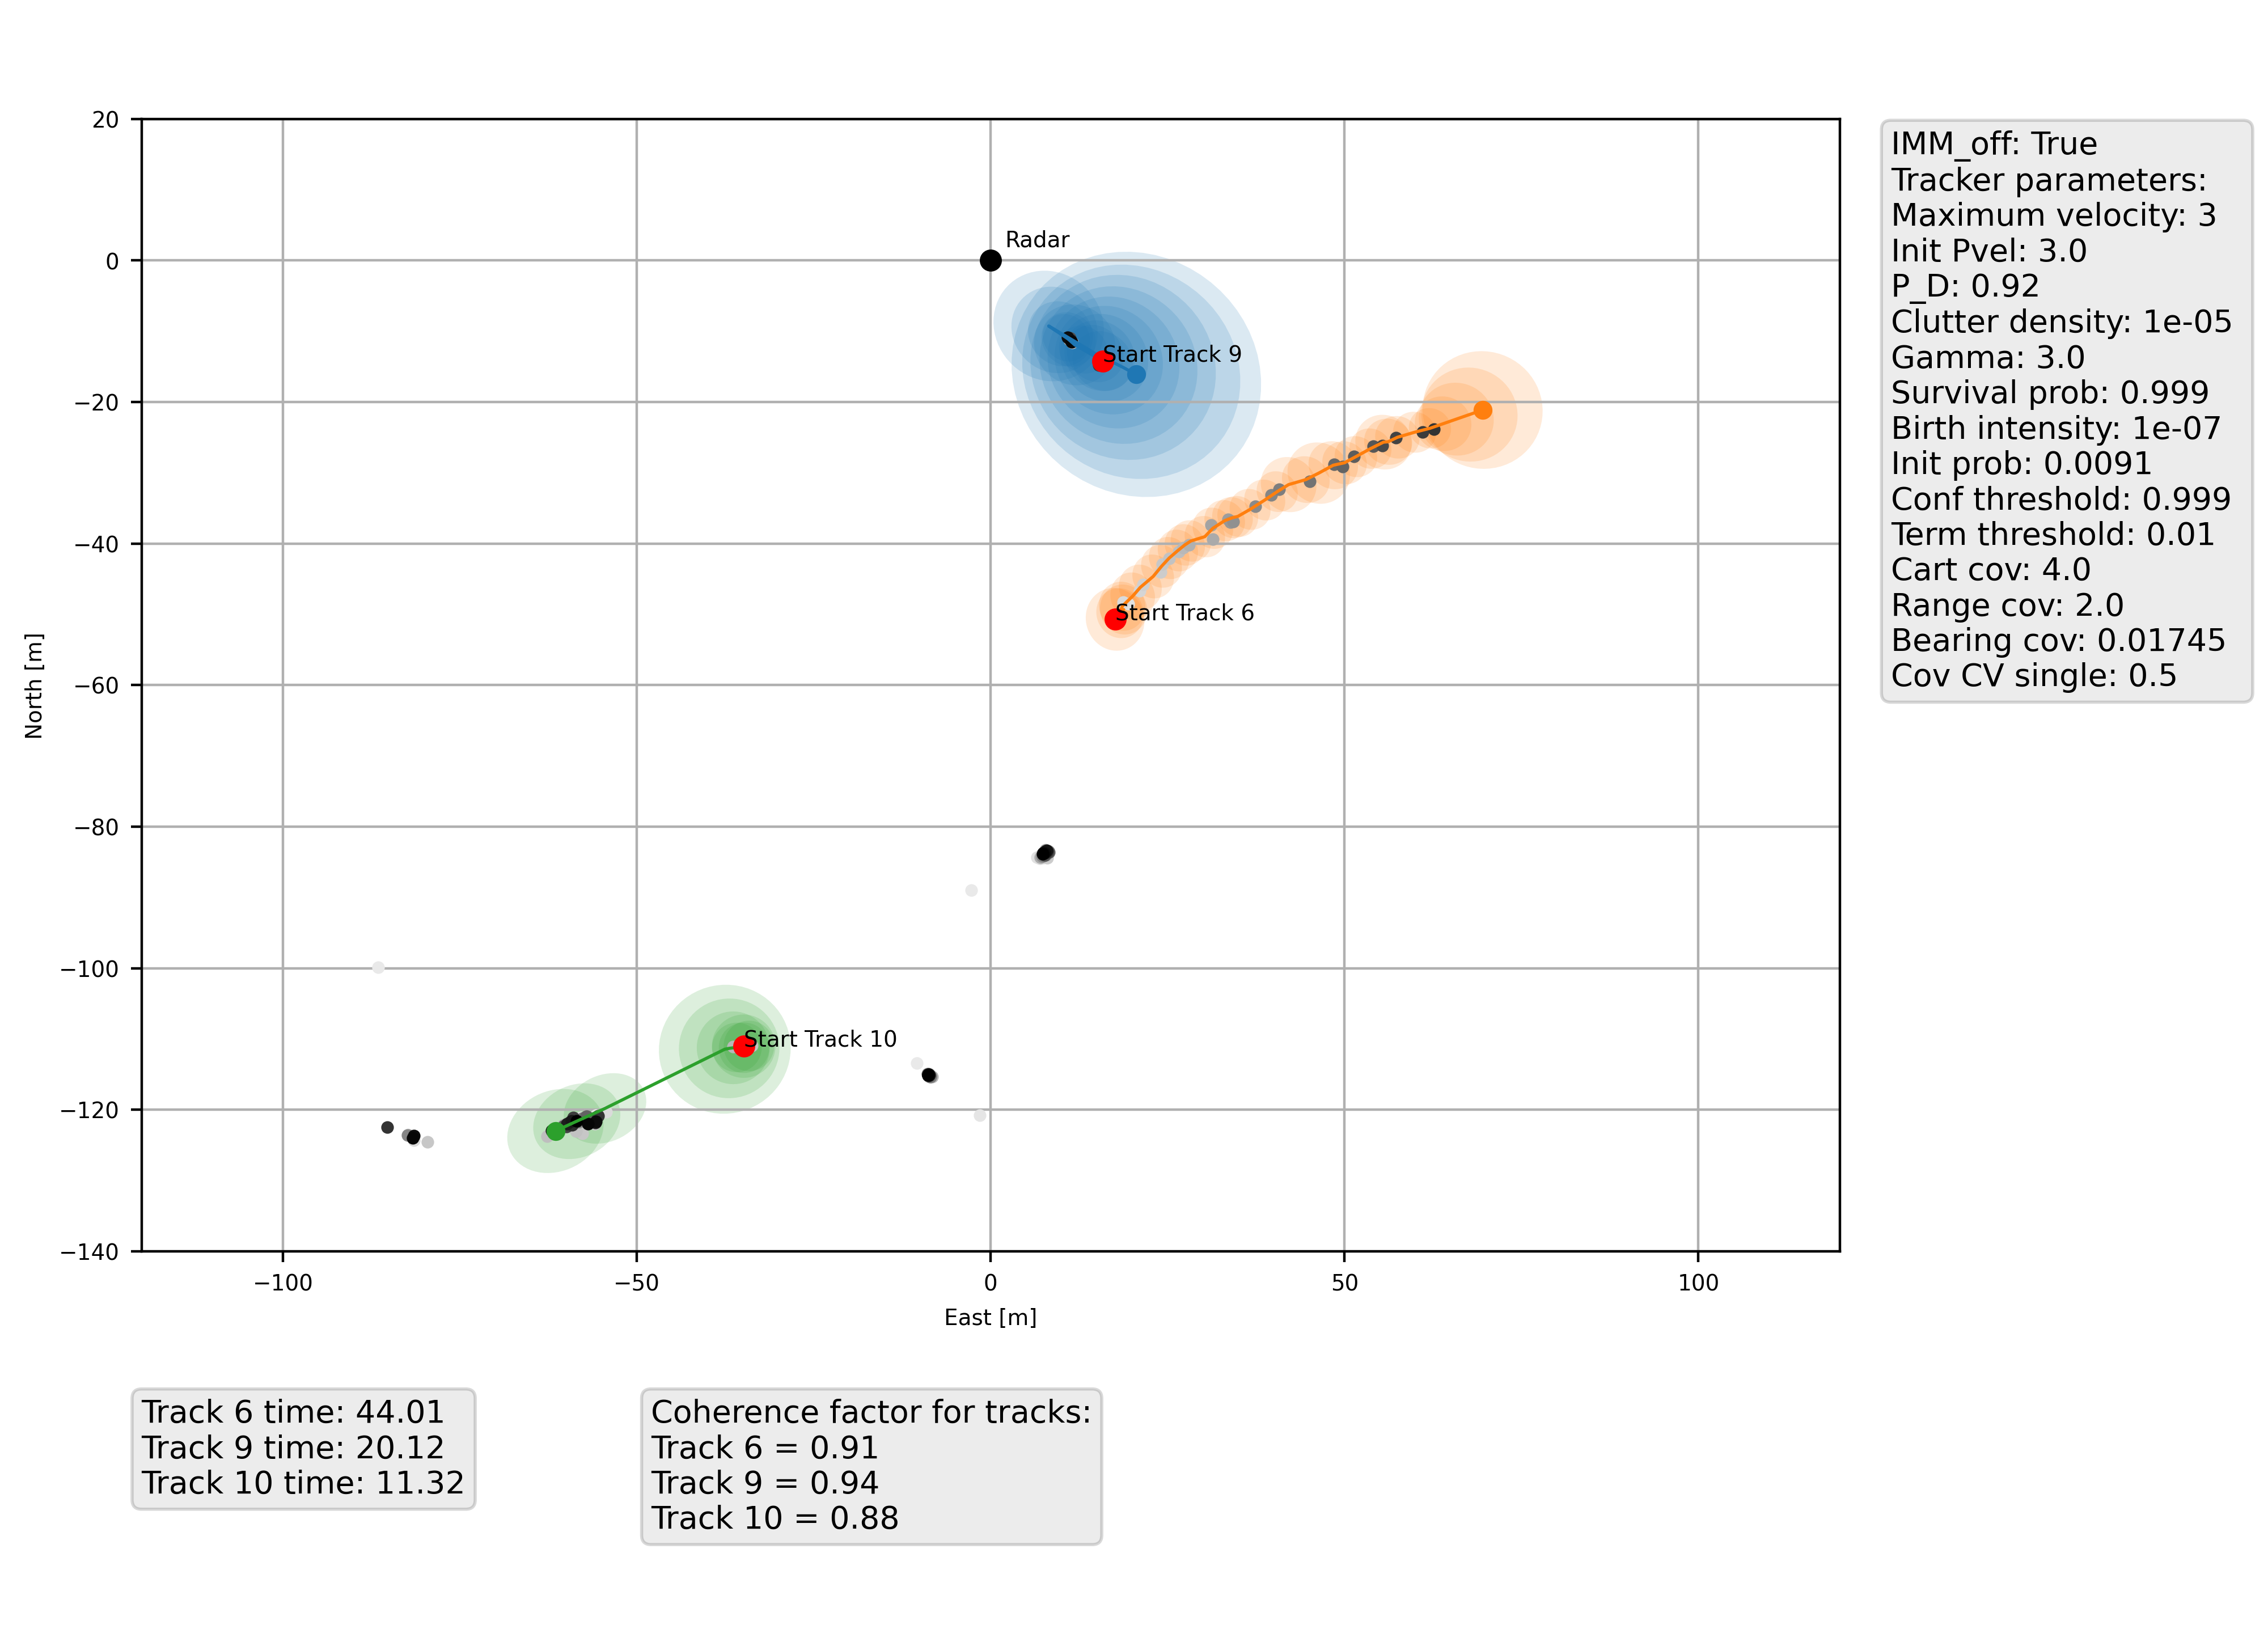 20
0
−20
−40
−60
−80
−100
−120
−140
North [m]
Radar
Start Track 9
Start Track 6
Start Track 10
−100
−50
0
50
100
East [m]
IMM_off: True
Tracker parameters:
Maximum velocity: 3
Init Pvel: 3.0
P_D: 0.92
Clutter density: 1e-05
Gamma: 3.0
Survival prob: 0.999
Birth intensity: 1e-07
Init prob: 0.0091
Conf threshold: 0.999
Term threshold: 0.01
Cart cov: 4.0
Range cov: 2.0
Bearing cov: 0.01745
Cov CV single: 0.5
Track 6 time: 44.01
Track 9 time: 20.12
Track 10 time: 11.32
Coherence factor for tracks:
Track 6 = 0.91
Track 9 = 0.94
Track 10 = 0.88